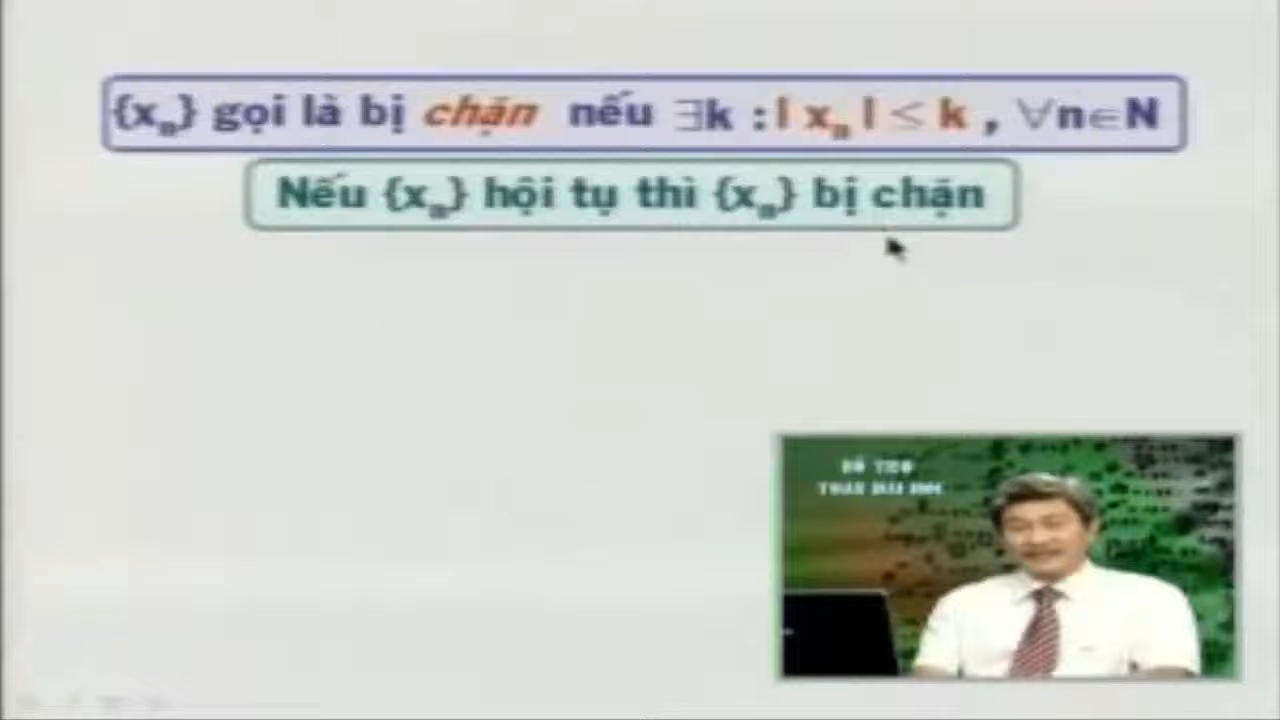 {xₙ} gọi là bị chặn nếu ∃k : | xₙ | ≤ k , ∀n∈N
Nếu {xₙ} hội tụ thì {xₙ} bị chặn